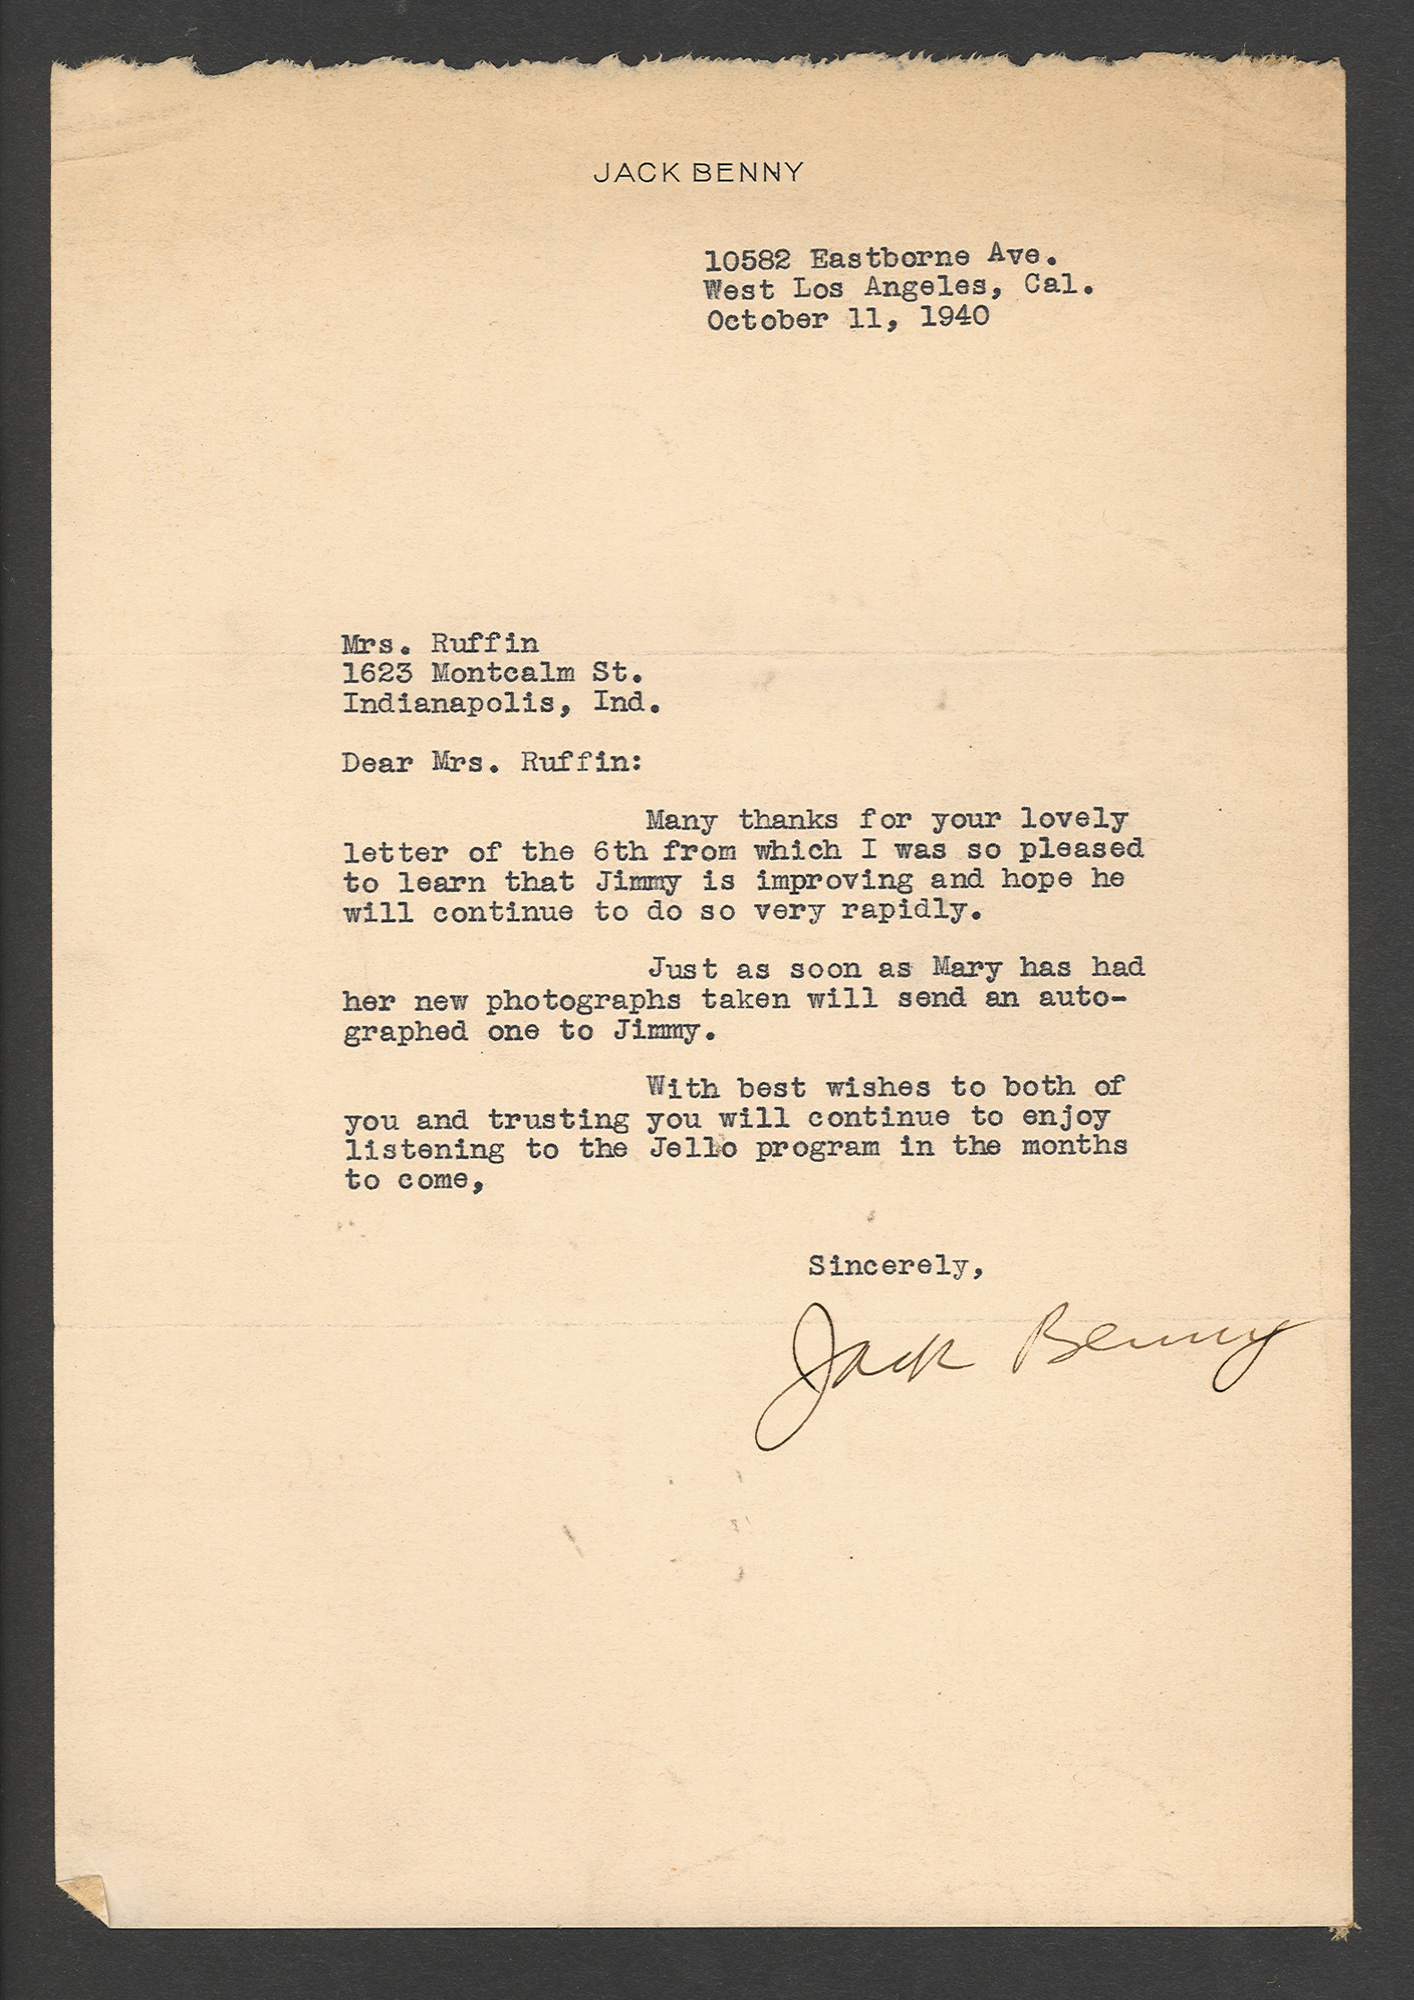 JACK BENNY
10582 Eastborne Ave.
West Los Angeles, Cal.
October 11, 1940
Mrs. Ruffin
1623 Montcalm St.
Indianapolis, Ind.
Dear Mrs. Ruffin:
Many thanks for your lovely
letter of the 6th from which I was so pleased
to learn that Jimmy is improving and hope he
will continue to do so very rapidly.
Just as soon as Mary has had
her new photographs taken will send an auto-
graphed one to Jimmy.
With best wishes to both of
you and trusting you will continue to enjoy
listening to the Jello program in the months
to come,
Sincerely,
Jack Benny